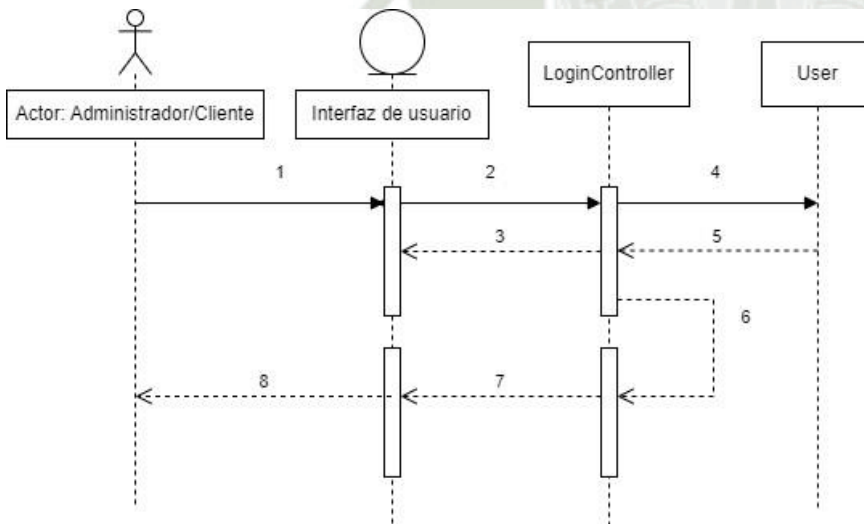 LoginController
User
Actor: Administrador/Cliente
Interfaz de usuario
1
2
4
3
5
6
8
7